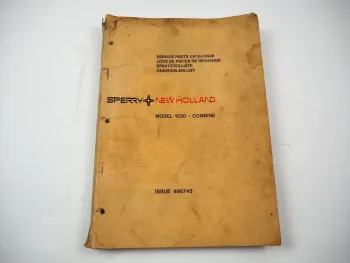 SERVICE PARTS CATALOGUE
LISTE DE PIECES DE RECHANGE
ERSATZTEILLISTE
ONDERDELENLIJST
SPERRY NEW HOLLAND
MODEL 1530 - COMBINE
ISSUE 496745